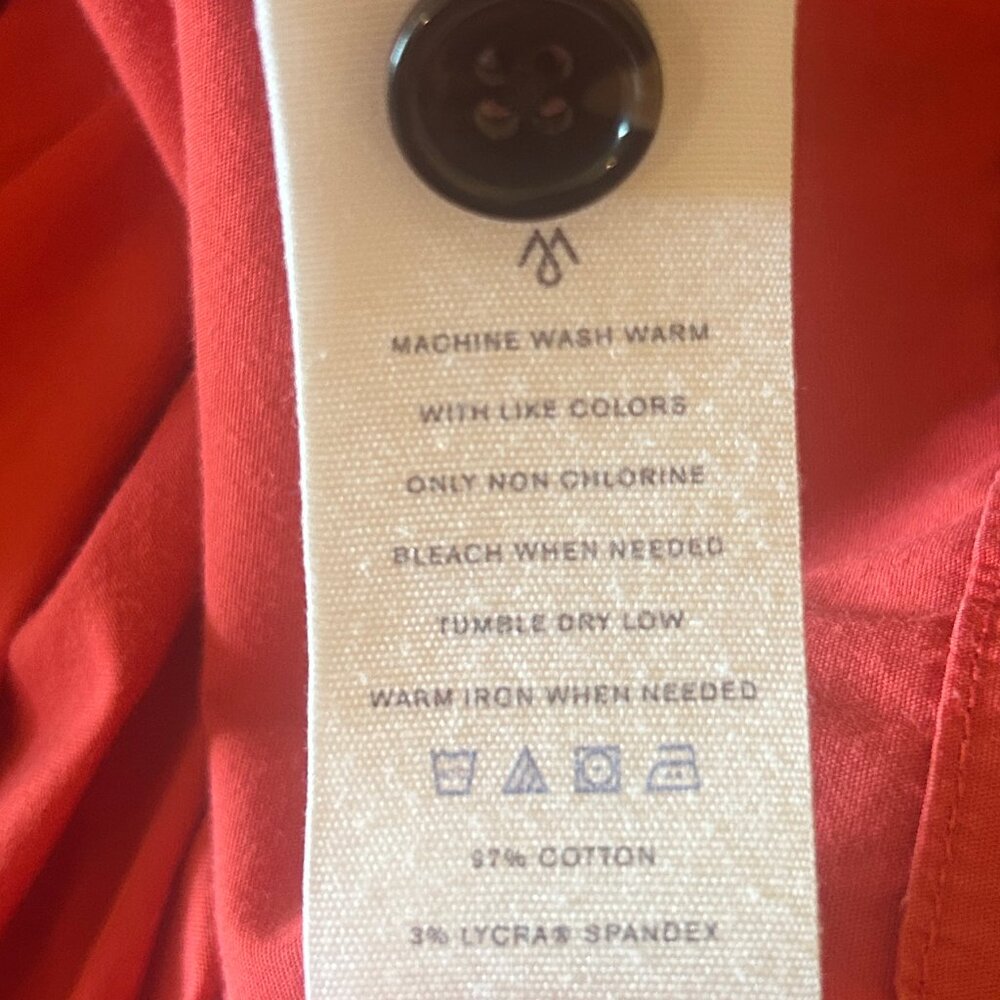 MACHINE WASH WARM
WITH LIKE COLORS
ONLY NON CHLORINE
BLEACH WHEN NEEDED
TUMBLE DRY LOW
WARM IRON WHEN NEEDED
97% COTTON
3% LYCRA® SPANDEX